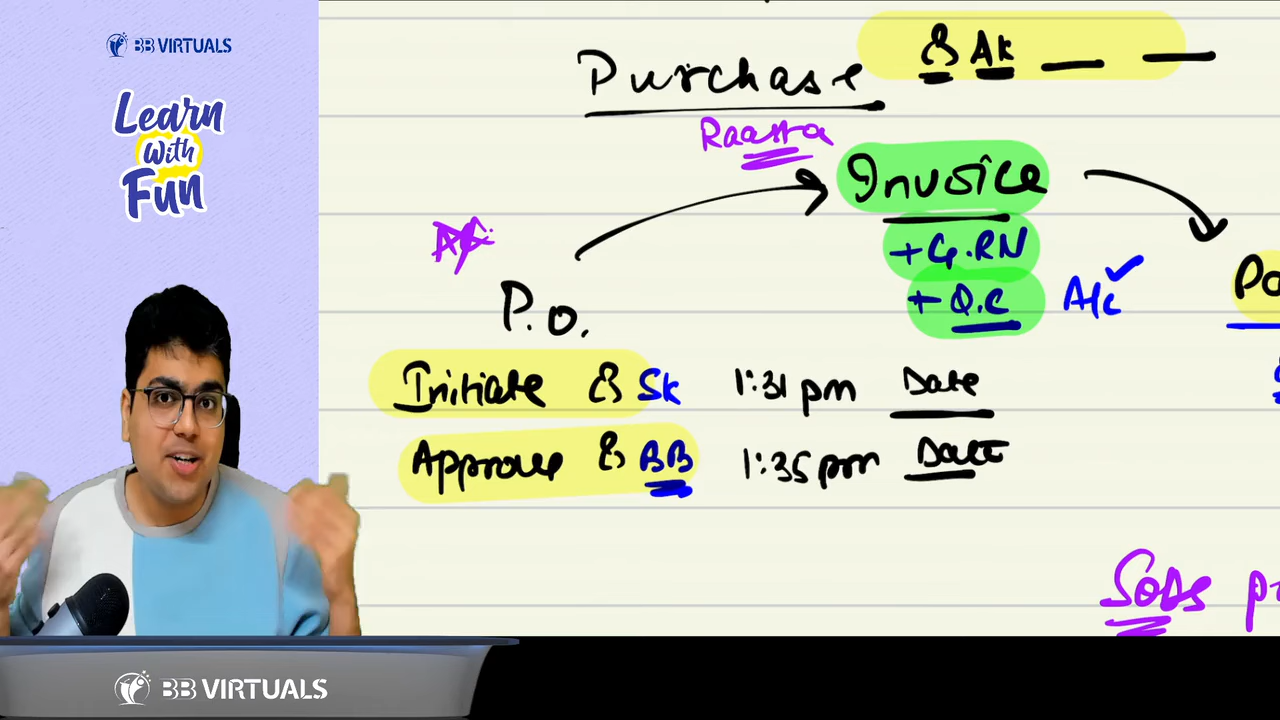 BB VIRTUALS
Learn
With
Fun
Purchase
Ak
Raasta
Invoice
+ G.RN
+ Q.C A/c
P.O.
Initiate SK 1:31 pm Date
Approve BB 1:35 pm Date
SODs
BB VIRTUALS